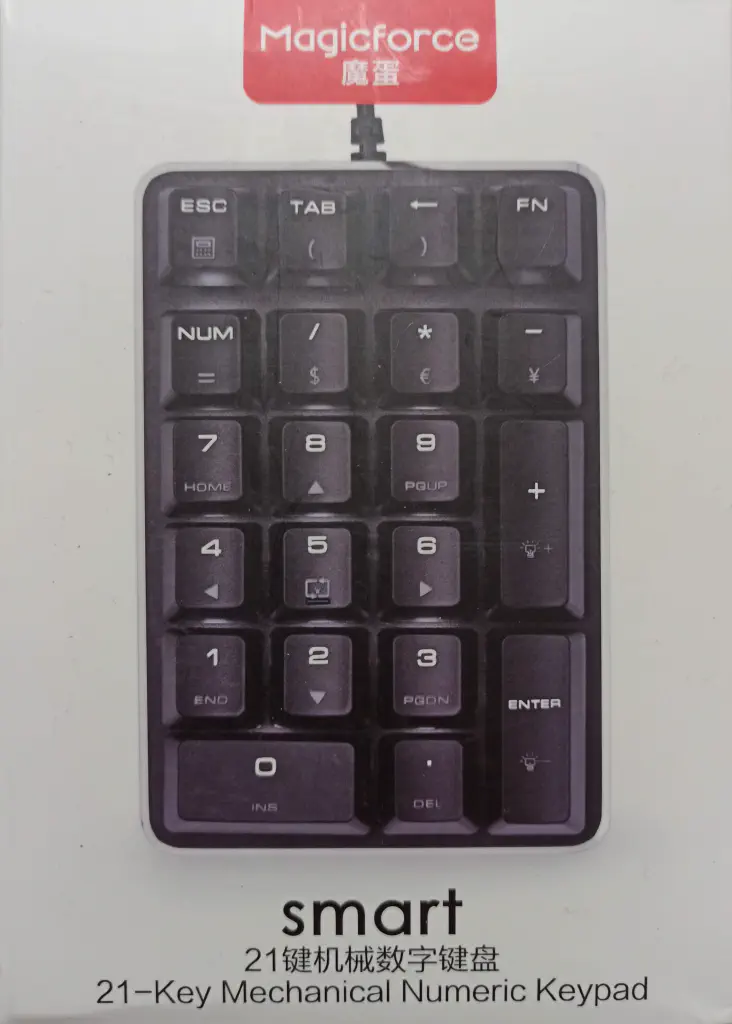 Magicforce
魔蛋
ESC TAB ← FN
( )
NUM / * -
= $ € ¥
7 8 9
HOME ▲ PGUP
+
+
4 5 6
◀ ▶
1 2 3
END ▼ PGDN
ENTER
-
0 .
INS DEL
smart
21键机械数字键盘
21-Key Mechanical Numeric Keypad